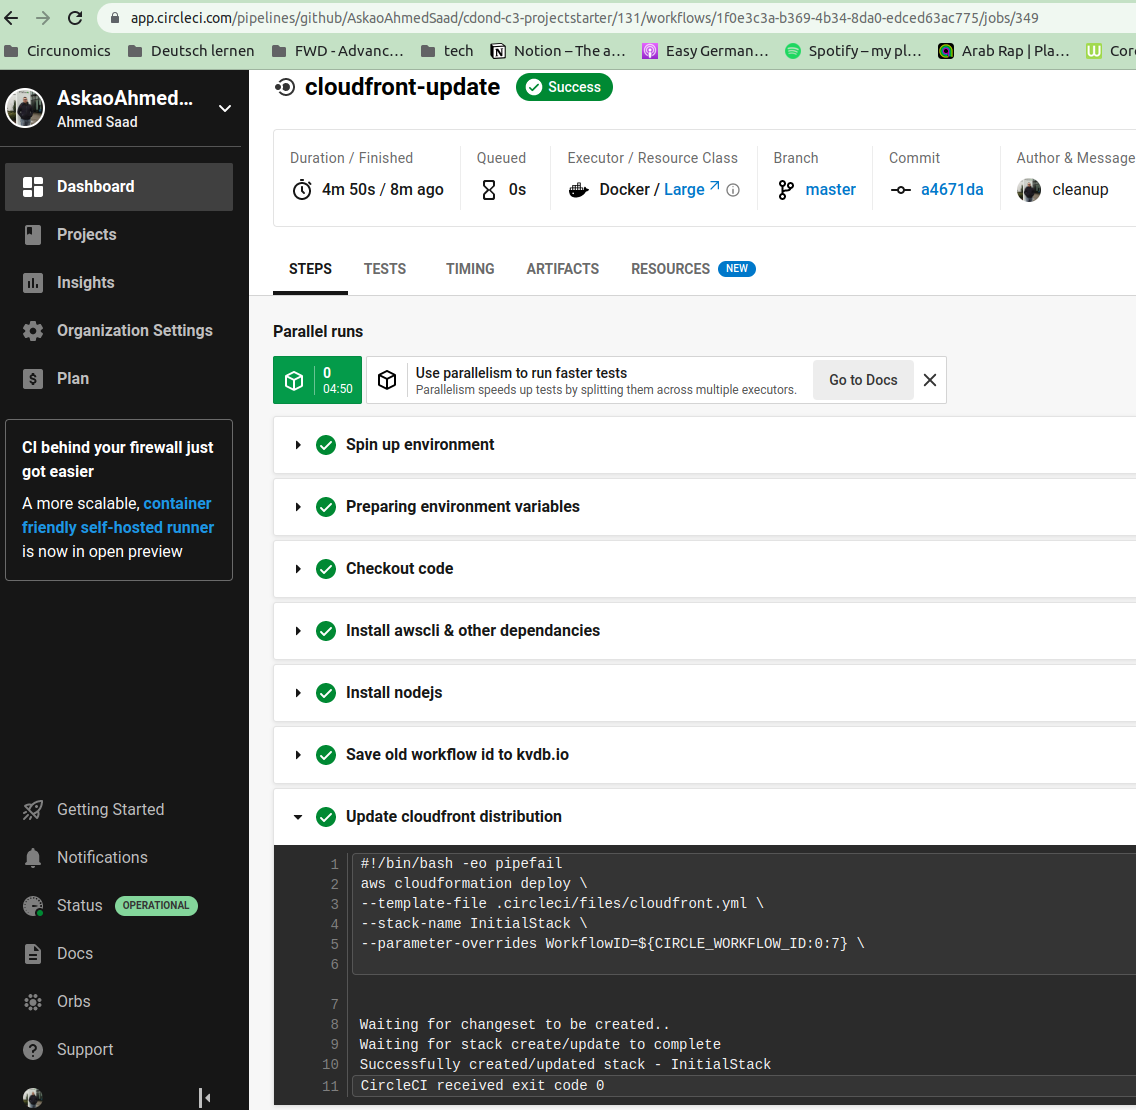 app.circleci.com/pipelines/github/AskaoAhmedSaad/cdond-c3-projectstarter/131/workflows/1f0e3c3a-b369-4b34-8da0-edced63ac775/jobs/349
Circunomics Deutsch lernen FWD - Advanc… tech Notion – The a… Easy German… Spotify – my pl… Arab Rap | Pla… Cor
AskaoAhmed...
Ahmed Saad
Dashboard
Projects
Insights
Organization Settings
Plan
CI behind your firewall just
got easier
A more scalable, container
friendly self-hosted runner
is now in open preview
Getting Started
Notifications
Status OPERATIONAL
Docs
Orbs
Support
cloudfront-update Success
Duration / Finished Queued Executor / Resource Class Branch Commit Author & Message
4m 50s / 8m ago 0s Docker / Large master a4671da cleanup
STEPS TESTS TIMING ARTIFACTS RESOURCES NEW
Parallel runs
0
04:50
Use parallelism to run faster tests
Parallelism speeds up tests by splitting them across multiple executors.
Go to Docs
Spin up environment
Preparing environment variables
Checkout code
Install awscli & other dependancies
Install nodejs
Save old workflow id to kvdb.io
Update cloudfront distribution
1 #!/bin/bash -eo pipefail
2 aws cloudformation deploy \
3 --template-file .circleci/files/cloudfront.yml \
4 --stack-name InitialStack \
5 --parameter-overrides WorkflowID=${CIRCLE_WORKFLOW_ID:0:7} \
6
7
8 Waiting for changeset to be created..
9 Waiting for stack create/update to complete
10 Successfully created/updated stack - InitialStack
11 CircleCI received exit code 0